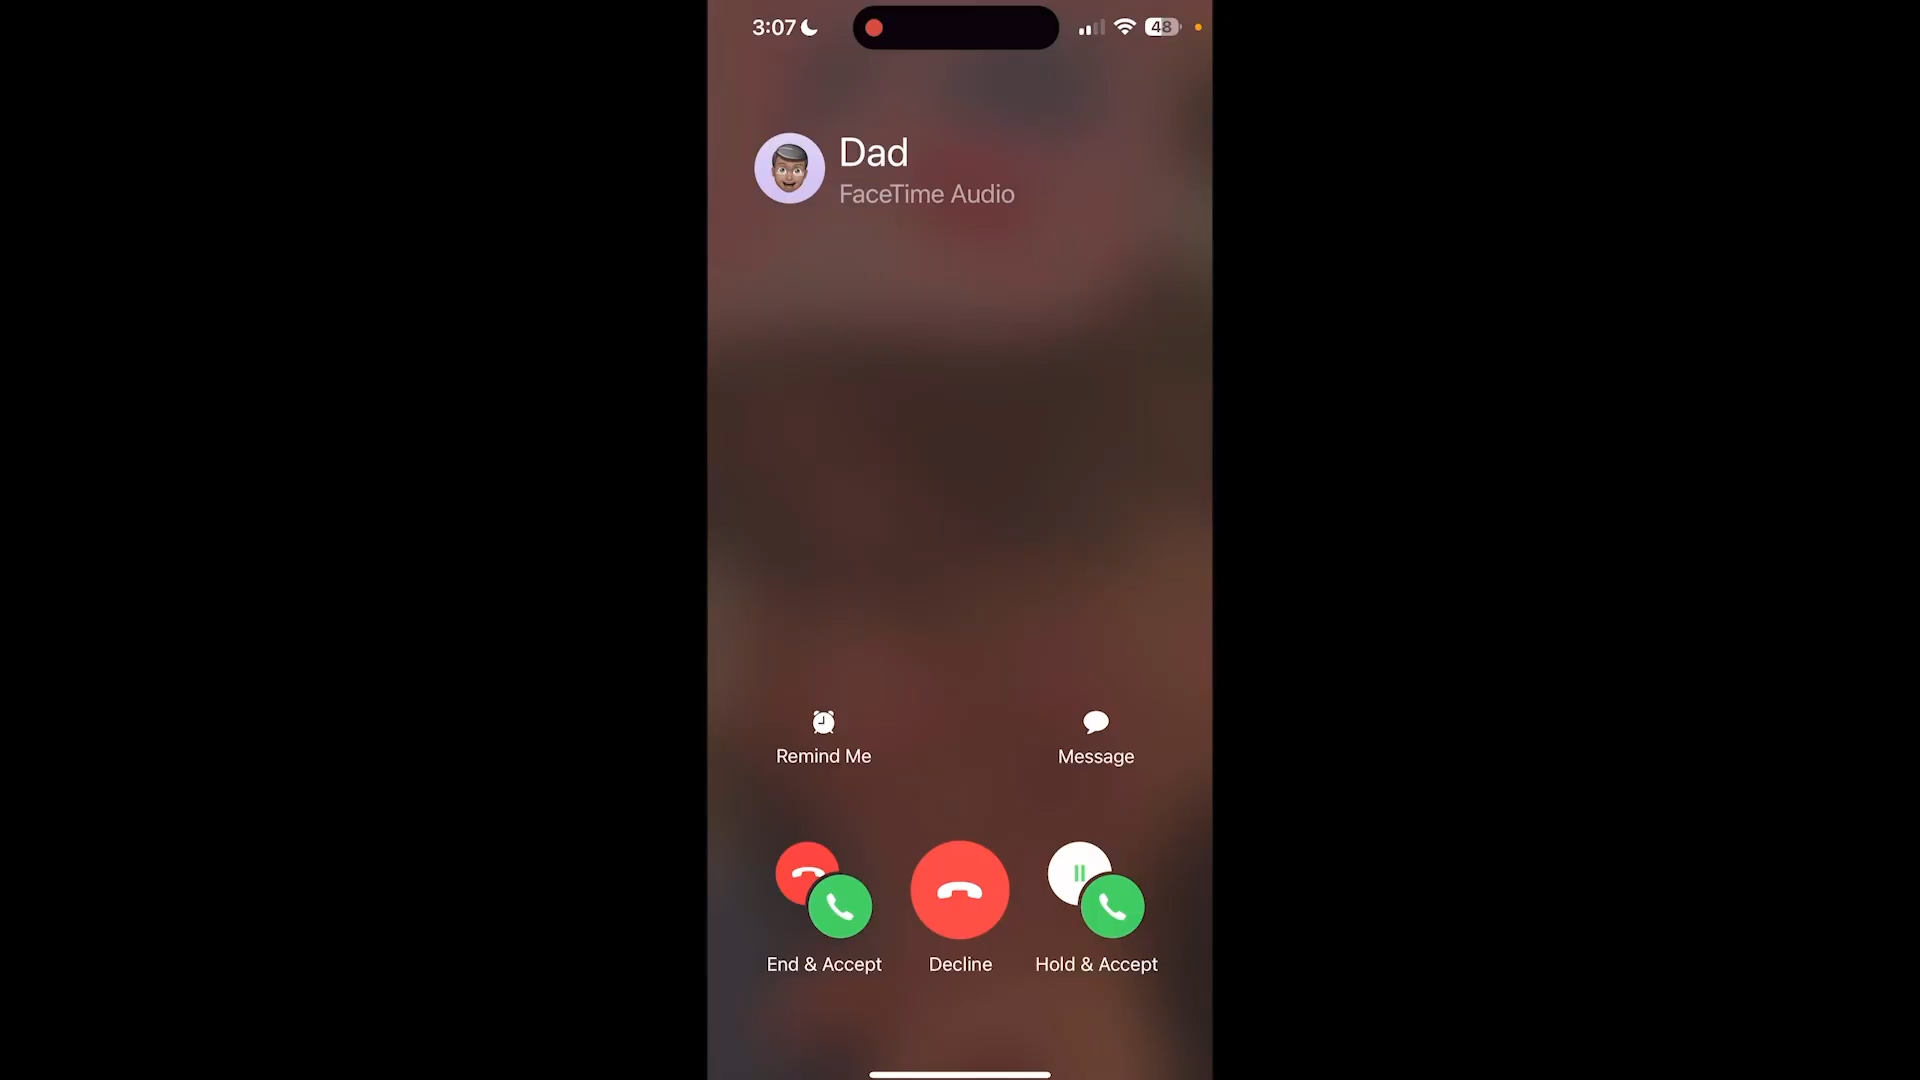 3:07
48
Dad
FaceTime Audio
Remind Me
Message
End & Accept
Decline
Hold & Accept